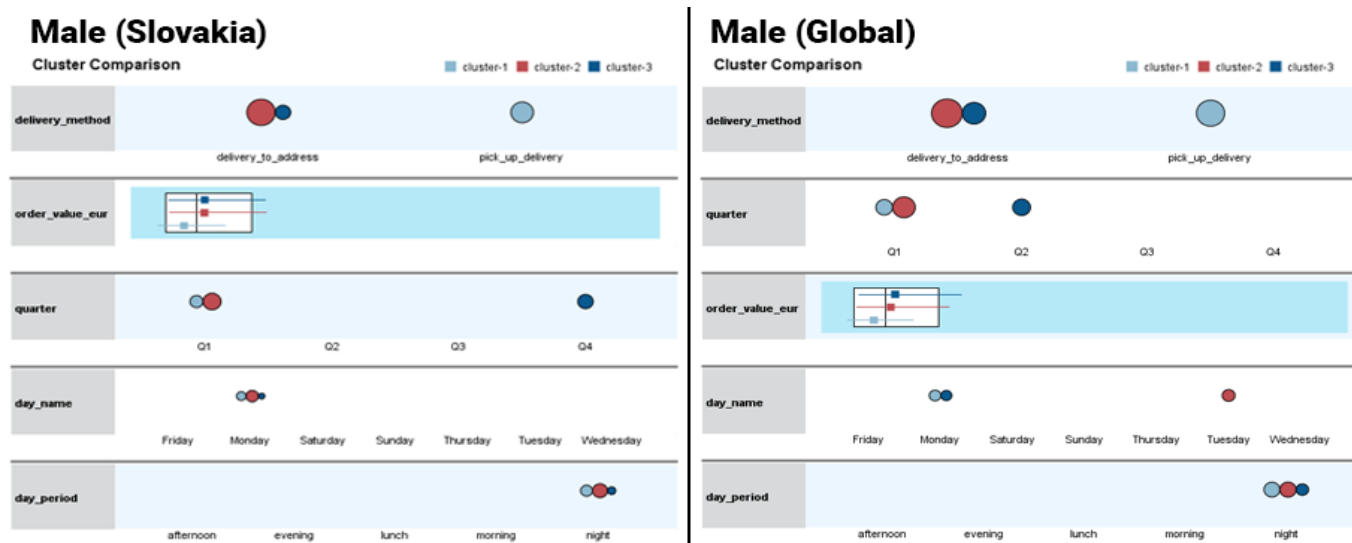 Male (Slovakia)
Cluster Comparison
cluster-1 cluster-2 cluster-3
delivery_method
delivery_to_address pick_up_delivery
order_value_eur
quarter
Q1 Q2 Q3 Q4
day_name
Friday Monday Saturday Sunday Thursday Tuesday Wednesday
day_period
afternoon evening lunch morning night
Male (Global)
Cluster Comparison
cluster-1 cluster-2 cluster-3
delivery_method
delivery_to_address pick_up_delivery
quarter
Q1 Q2 Q3 Q4
order_value_eur
day_name
Friday Monday Saturday Sunday Thursday Tuesday Wednesday
day_period
afternoon evening lunch morning night